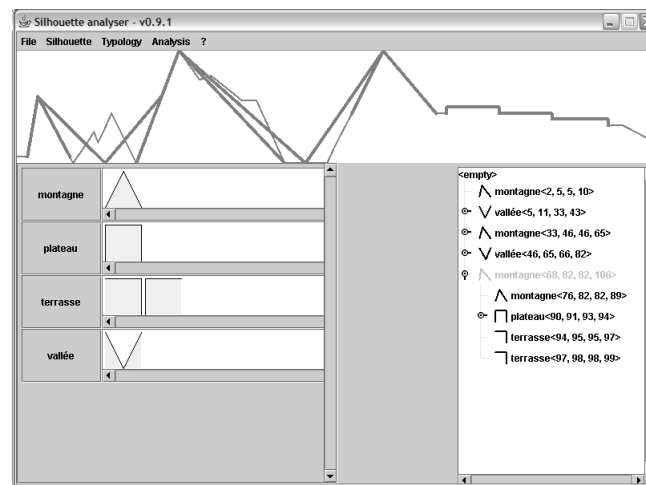 Silhouette analyser - v0.9.1
File Silhouette Typology Analysis ?
montagne
plateau
terrasse
vallée
<empty>
montagne<2, 5, 5, 10>
vallée<5, 11, 33, 43>
montagne<33, 46, 46, 65>
vallée<46, 65, 66, 82>
montagne<68, 82, 82, 106>
montagne<76, 82, 82, 89>
plateau<90, 91, 93, 94>
terrasse<94, 95, 95, 97>
terrasse<97, 98, 98, 99>